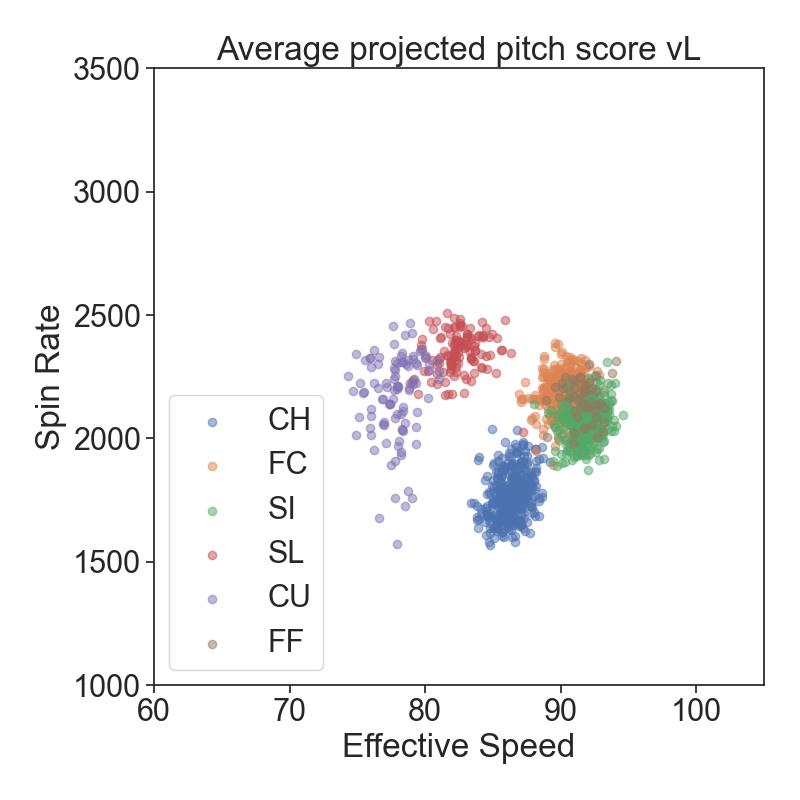 Average projected pitch score vL
3500
3000
2500
2000
1500
1000
Spin Rate
CH
FC
SI
SL
CU
FF
60 70 80 90 100
Effective Speed